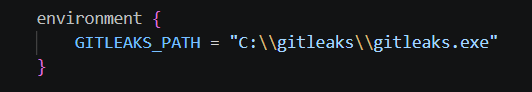 environment {
    GITLEAKS_PATH = "C:\\gitleaks\\gitleaks.exe"
}